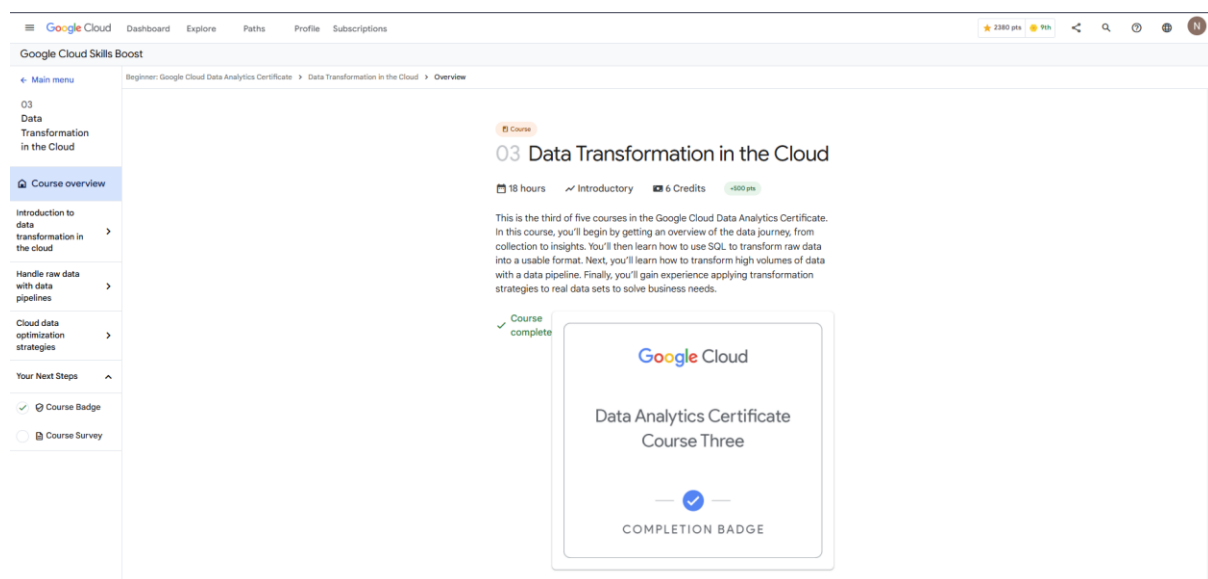 Google Cloud Dashboard Explore Paths Profile Subscriptions 2380 pts 9th N
Google Cloud Skills Boost
Main menu
Beginner: Google Cloud Data Analytics Certificate > Data Transformation in the Cloud > Overview
03
Data
Transformation
in the Cloud
Course overview
Introduction to
data
transformation in
the cloud
Handle raw data
with data
pipelines
Cloud data
optimization
strategies
Your Next Steps
Course Badge
Course Survey
Course
03 Data Transformation in the Cloud
18 hours Introductory 6 Credits +500 pts
This is the third of five courses in the Google Cloud Data Analytics Certificate.
In this course, you'll begin by getting an overview of the data journey, from
collection to insights. You'll then learn how to use SQL to transform raw data
into a usable format. Next, you'll learn how to transform high volumes of data
with a data pipeline. Finally, you'll gain experience applying transformation
strategies to real data sets to solve business needs.
Course
complete
Google Cloud
Data Analytics Certificate
Course Three
COMPLETION BADGE